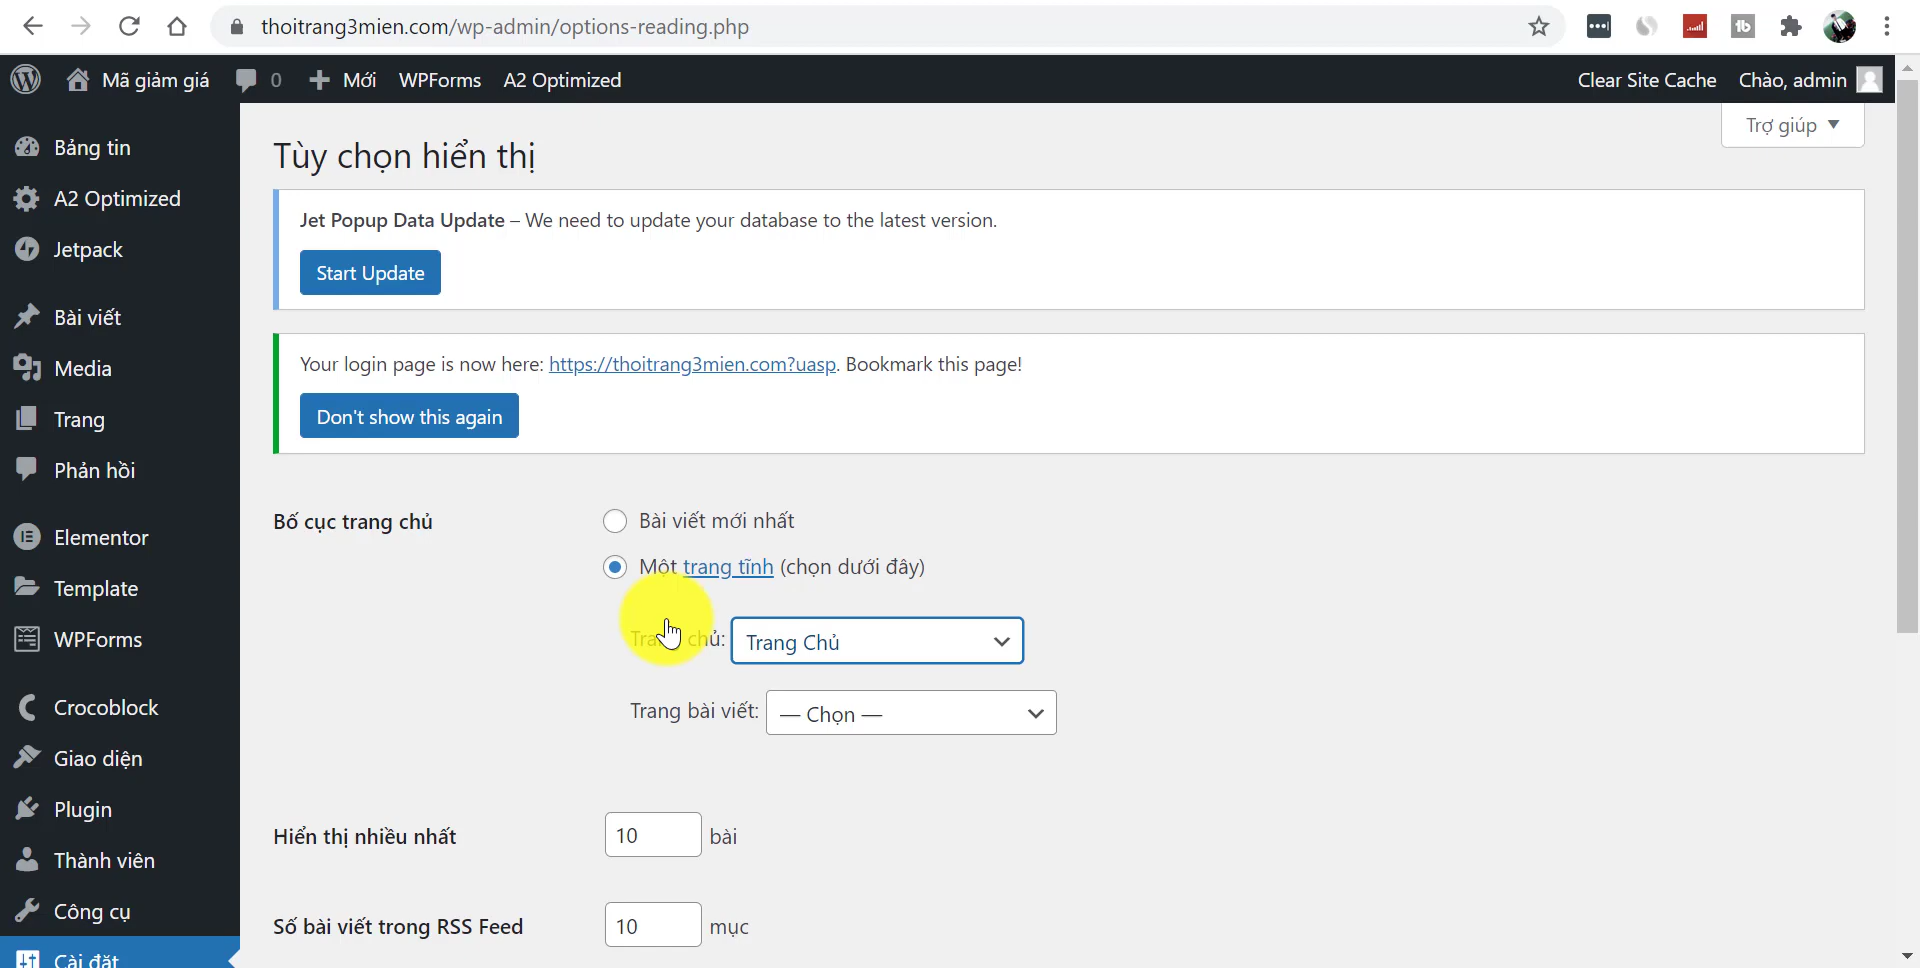 thoitrang3mien.com/wp-admin/options-reading.php
Mã giảm giá 0 Mới WPForms A2 Optimized Clear Site Cache Chào, admin
Trợ giúp
Bảng tin
A2 Optimized
Jetpack
Bài viết
Media
Trang
Phản hồi
Elementor
Template
WPForms
Crocoblock
Giao diện
Plugin
Thành viên
Công cụ
Cài đặt
Tùy chọn hiển thị
Jet Popup Data Update – We need to update your database to the latest version.
Start Update
Your login page is now here: https://thoitrang3mien.com?uasp. Bookmark this page!
Don't show this again
Bố cục trang chủ
Bài viết mới nhất
Một trang tĩnh (chọn dưới đây)
Trang chủ: Trang Chủ
Trang bài viết: — Chọn —
Hiển thị nhiều nhất 10 bài
Số bài viết trong RSS Feed 10 mục